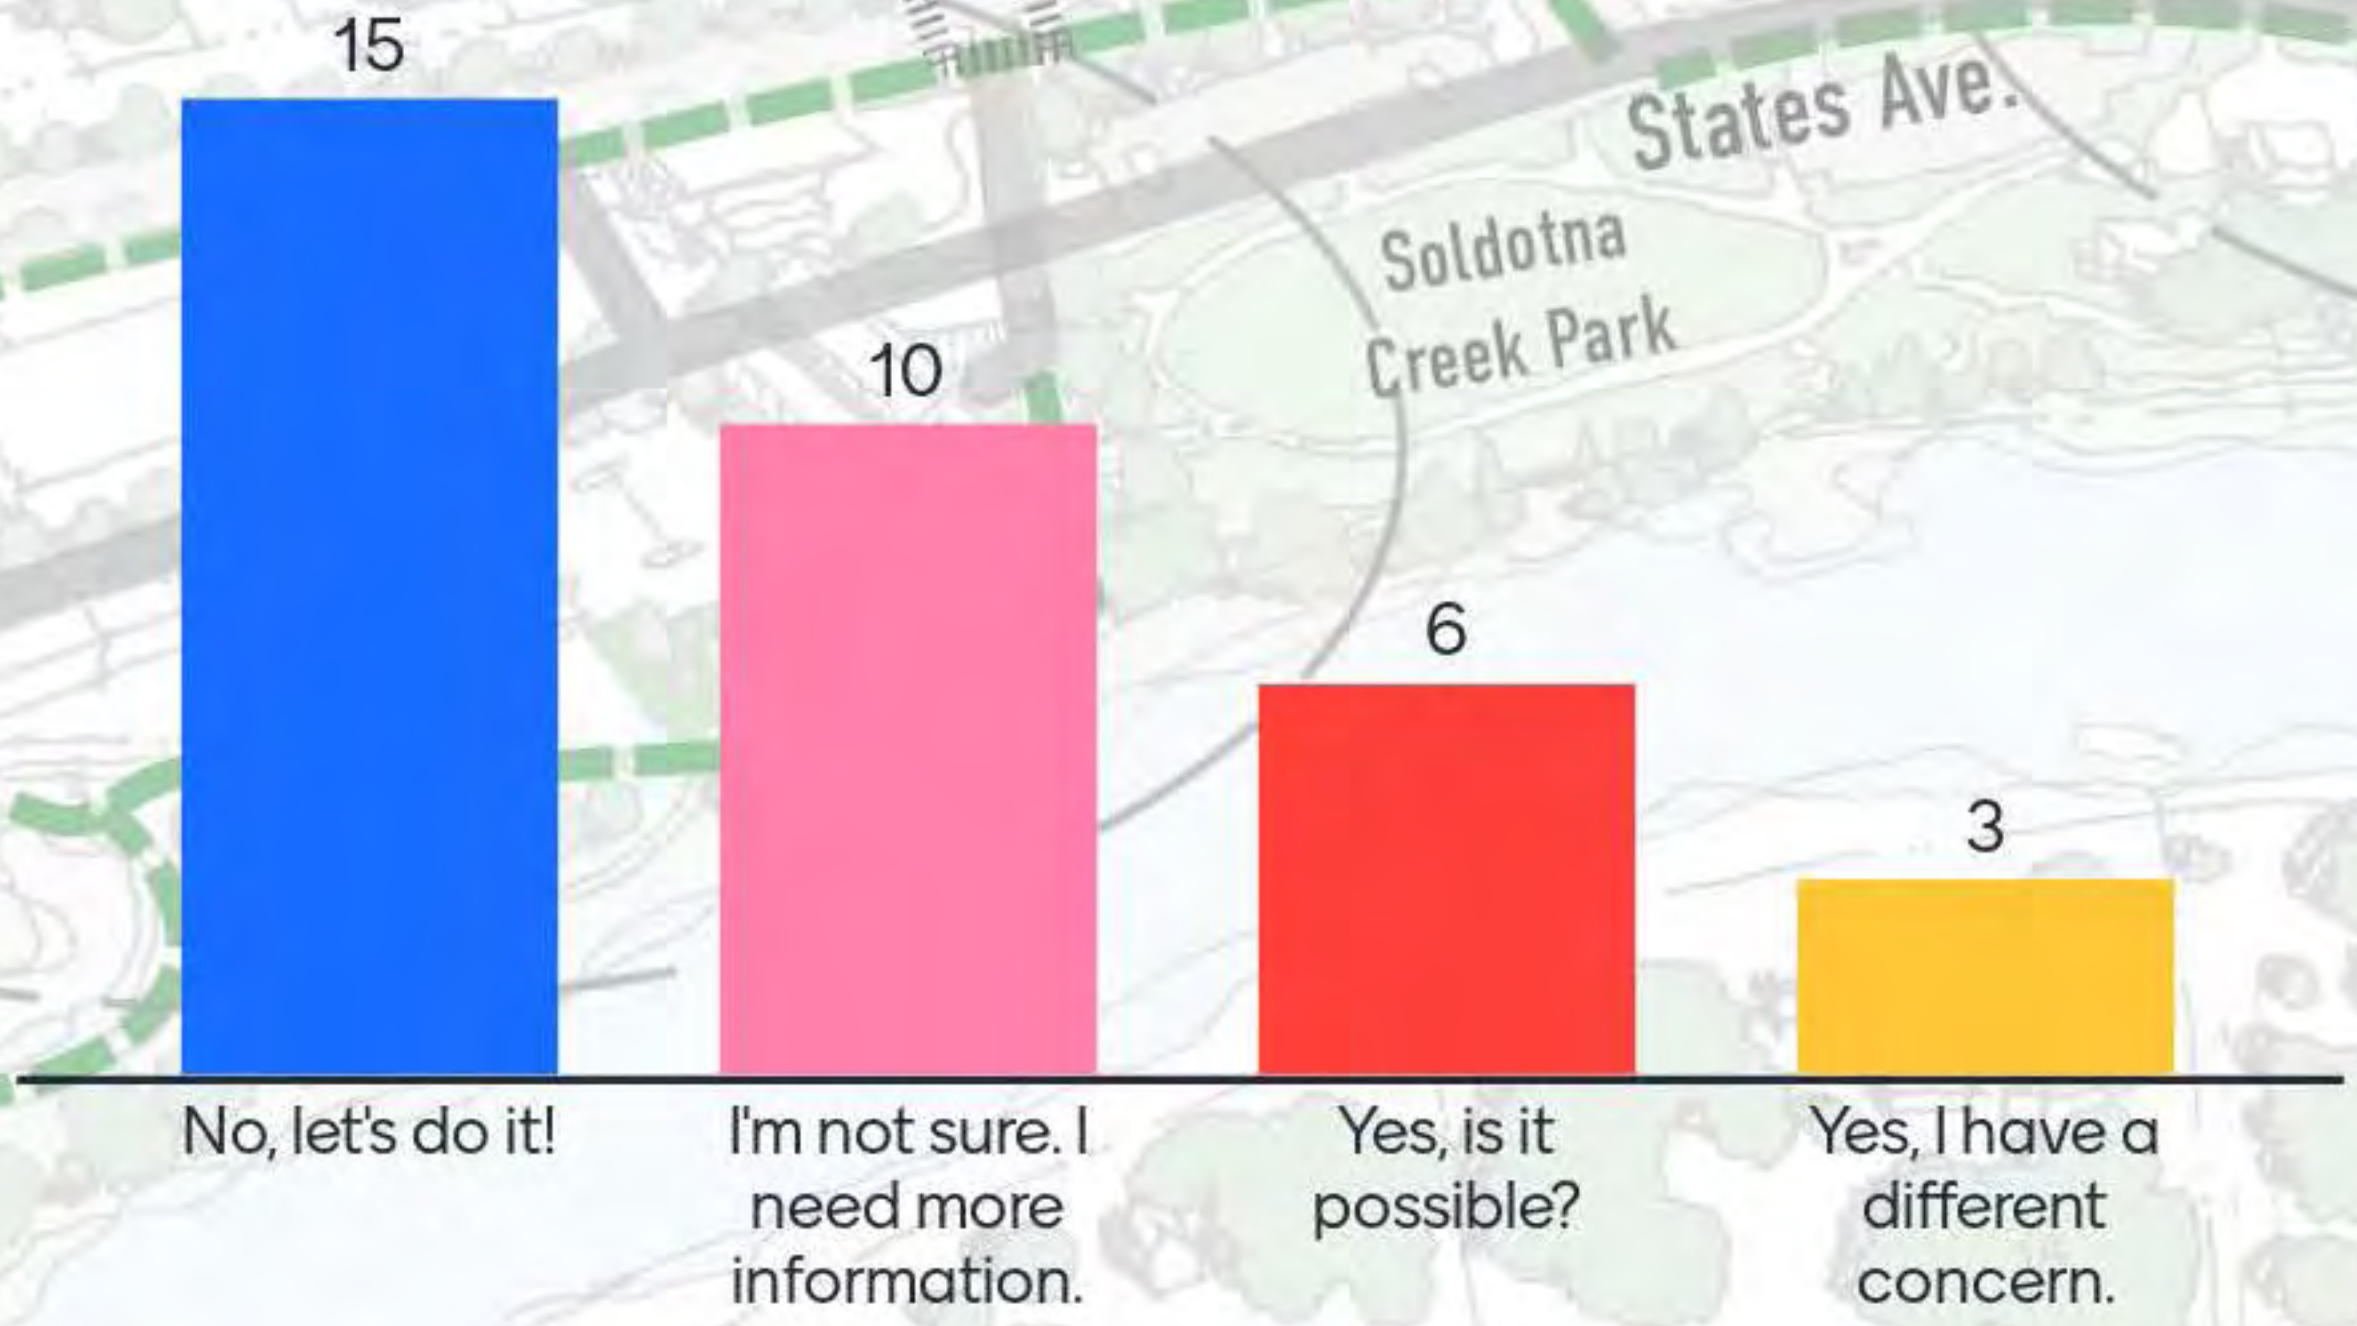 15
States Ave.
Soldotna
Creek Park
10
6
3
No, let's do it!
I'm not sure. I
need more
information.
Yes, is it
possible?
Yes, I have a
different
concern.